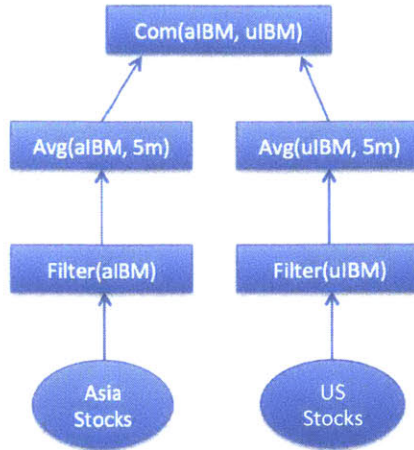 Com(aIBM, uIBM)
Avg(aIBM, 5m)
Avg(uIBM, 5m)
Filter(aIBM)
Filter(uIBM)
Asia
Stocks
US
Stocks